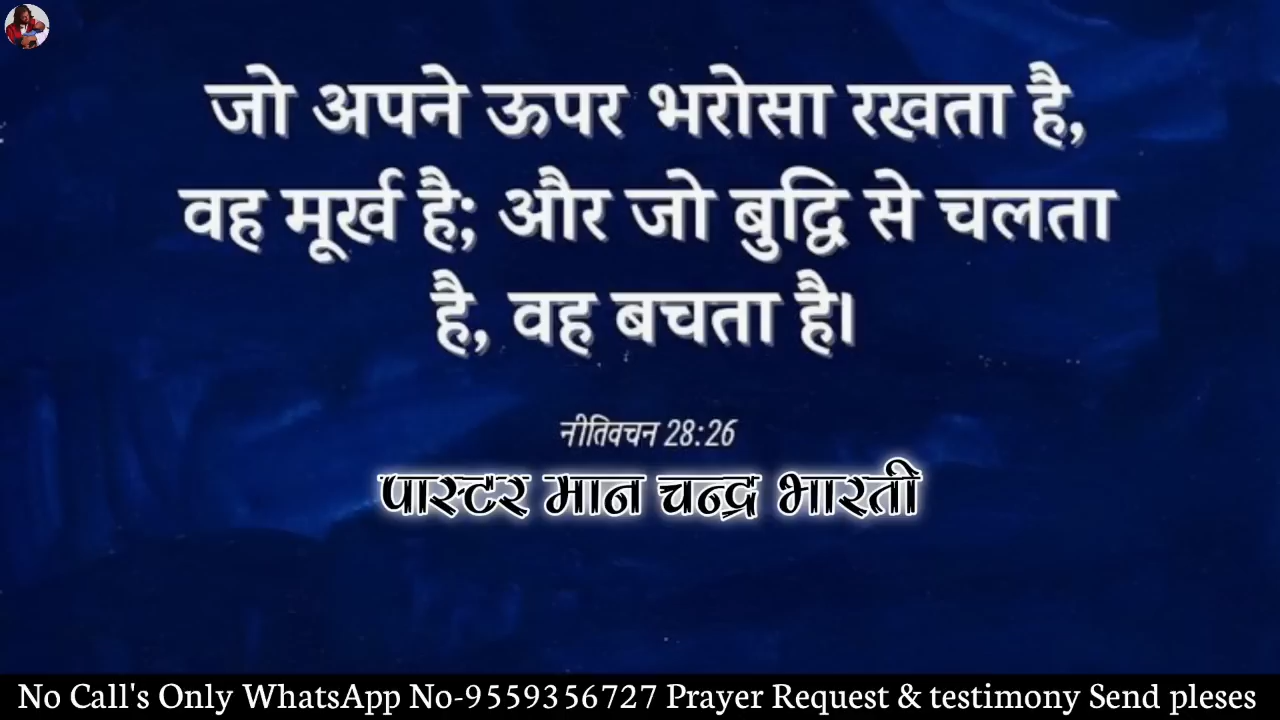 जो अपने ऊपर भरोसा रखता है,
वह मूर्ख है; और जो बुद्धि से चलता
है, वह बचता है।
नीतिवचन 28:26
पास्टर मान चन्द्र भारती
No Call's Only WhatsApp No-9559356727 Prayer Request & testimony Send pleses